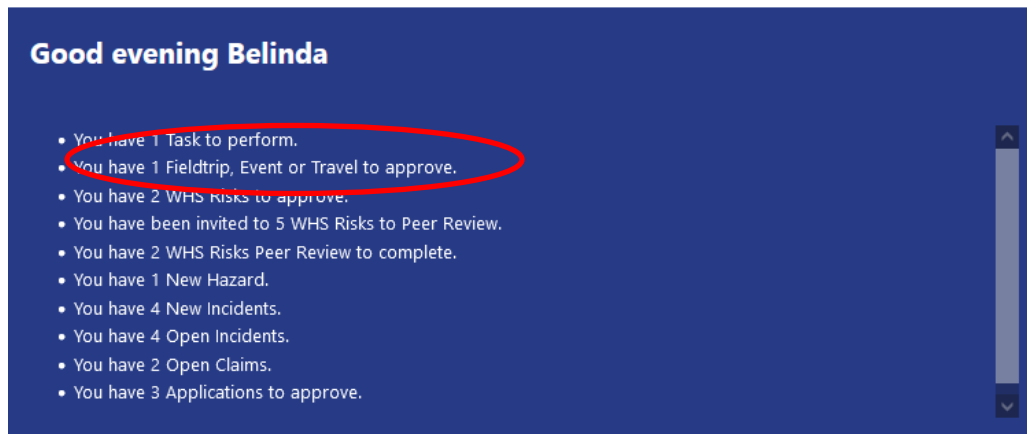 Good evening Belinda
• You have 1 Task to perform.
• You have 1 Fieldtrip, Event or Travel to approve.
• You have 2 WHS Risks to approve.
• You have been invited to 5 WHS Risks to Peer Review.
• You have 2 WHS Risks Peer Review to complete.
• You have 1 New Hazard.
• You have 4 New Incidents.
• You have 4 Open Incidents.
• You have 2 Open Claims.
• You have 3 Applications to approve.